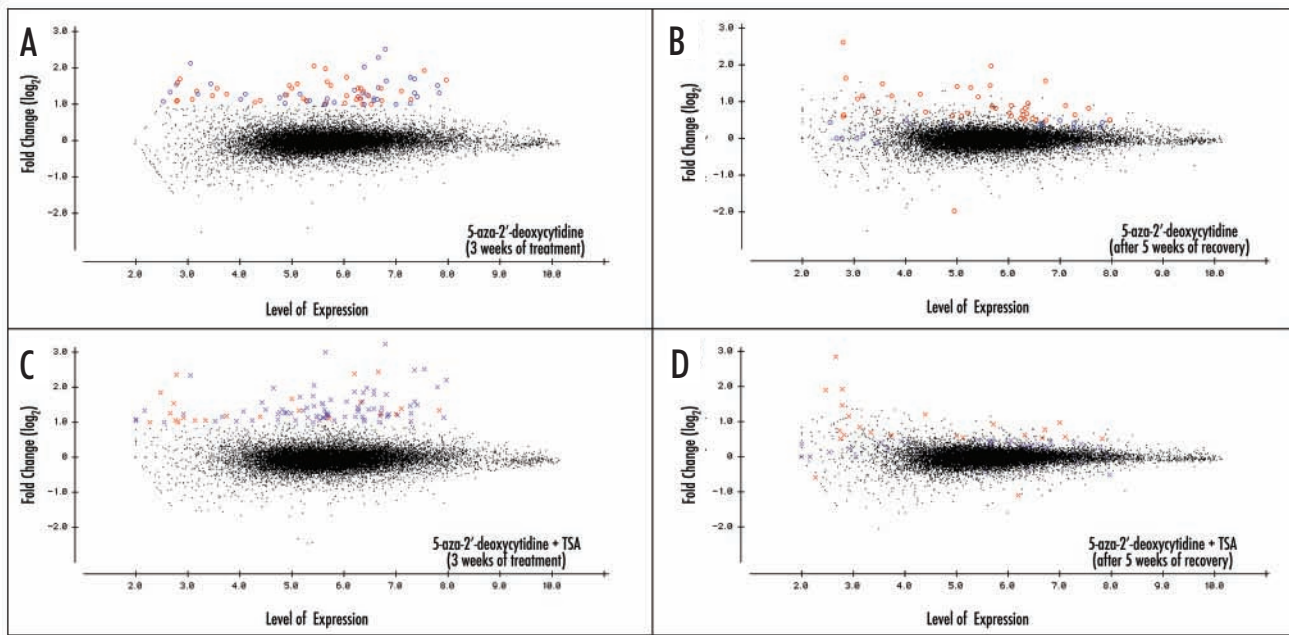 A
3.0
2.0
1.0
0
-1.0
-2.0
Fold Change (log2)
5-aza-2′-deoxycytidine
(3 weeks of treatment)
2.0 3.0 4.0 5.0 6.0 7.0 8.0 9.0 10.0
Level of Expression
B
3.0
2.0
1.0
0
-1.0
-2.0
Fold Change (log2)
5-aza-2′-deoxycytidine
(after 5 weeks of recovery)
2.0 3.0 4.0 5.0 6.0 7.0 8.0 9.0 10.0
Level of Expression
C
3.0
2.0
1.0
0
-1.0
-2.0
Fold Change (log2)
5-aza-2′-deoxycytidine + TSA
(3 weeks of treatment)
2.0 3.0 4.0 5.0 6.0 7.0 8.0 9.0 10.0
Level of Expression
D
3.0
2.0
1.0
0
-1.0
-2.0
Fold Change (log2)
5-aza-2′-deoxycytidine + TSA
(after 5 weeks of recovery)
2.0 3.0 4.0 5.0 6.0 7.0 8.0 9.0 10.0
Level of Expression